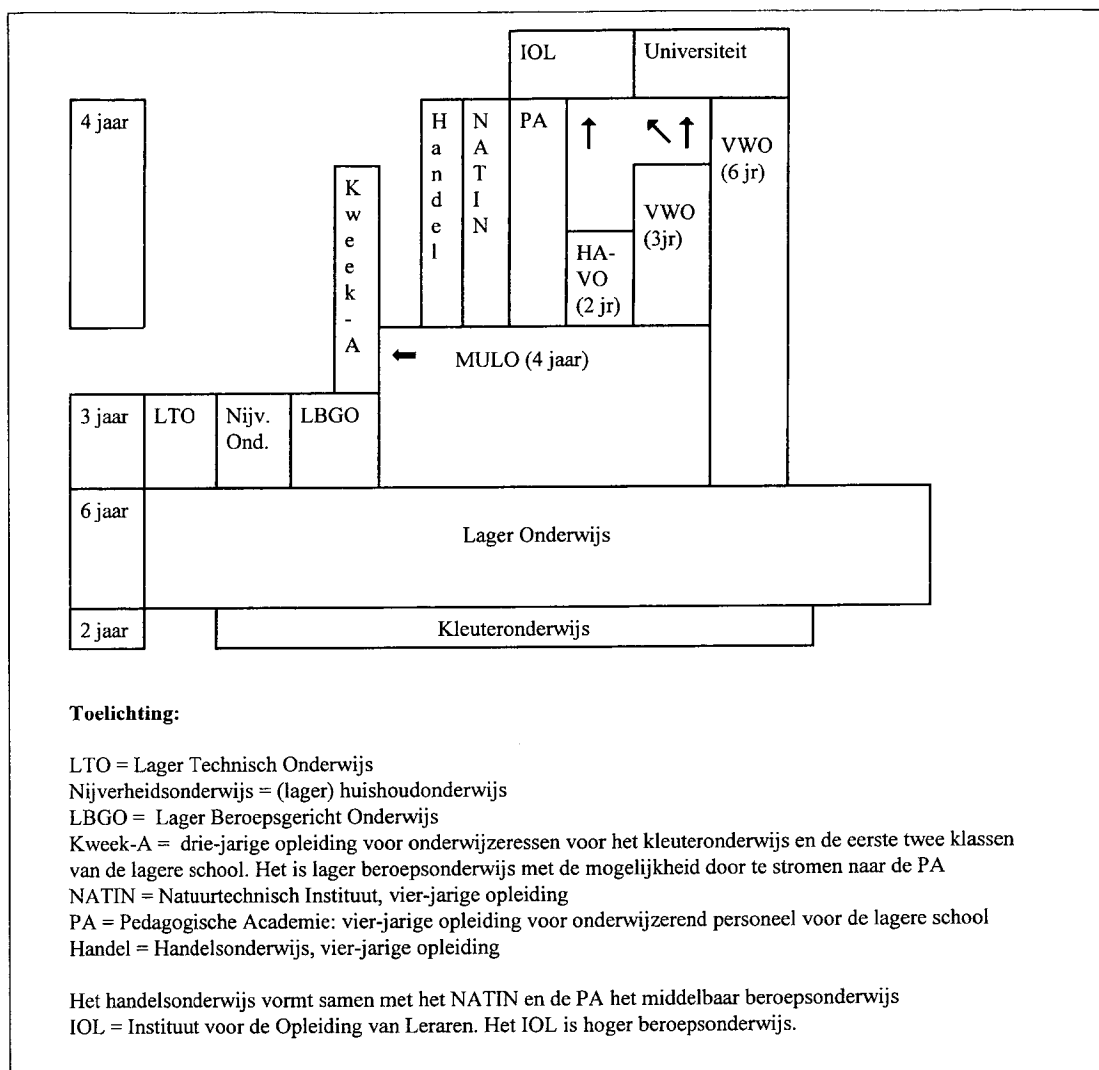 IOL
Universiteit
4 jaar
Handel
NATIN
PA
VWO
(6 jr)
Kweek-A
VWO
(3jr)
HA-
VO
(2 jr)
MULO (4 jaar)
3 jaar
LTO
Nijv.
Ond.
LBGO
6 jaar
Lager Onderwijs
2 jaar
Kleuteronderwijs
Toelichting:
LTO = Lager Technisch Onderwijs
Nijverheidsonderwijs = (lager) huishoudonderwijs
LBGO = Lager Beroepsgericht Onderwijs
Kweek-A = drie-jarige opleiding voor onderwijzeressen voor het kleuteronderwijs en de eerste twee klassen
van de lagere school. Het is lager beroepsonderwijs met de mogelijkheid door te stromen naar de PA
NATIN = Natuurtechnisch Instituut, vier-jarige opleiding
PA = Pedagogische Academie: vier-jarige opleiding voor onderwijzerend personeel voor de lagere school
Handel = Handelsonderwijs, vier-jarige opleiding
Het handelsonderwijs vormt samen met het NATIN en de PA het middelbaar beroepsonderwijs
IOL = Instituut voor de Opleiding van Leraren. Het IOL is hoger beroepsonderwijs.